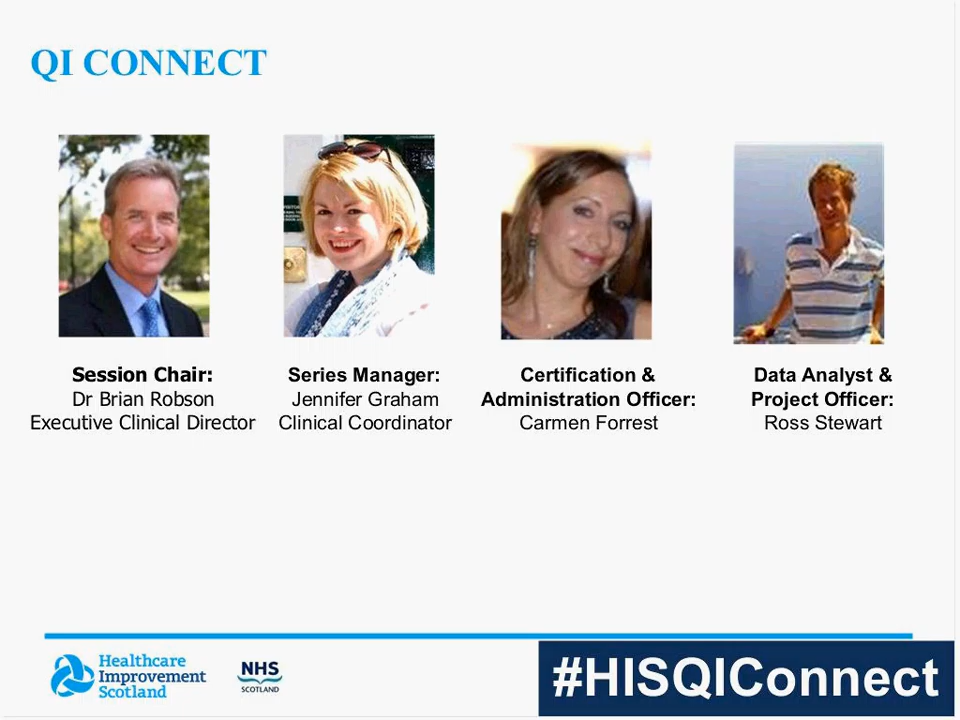 QI CONNECT
Session Chair:
Dr Brian Robson
Executive Clinical Director
Series Manager:
Jennifer Graham
Clinical Coordinator
Certification &
Administration Officer:
Carmen Forrest
Data Analyst &
Project Officer:
Ross Stewart
Healthcare
Improvement
Scotland
NHS
SCOTLAND
#HISQIConnect